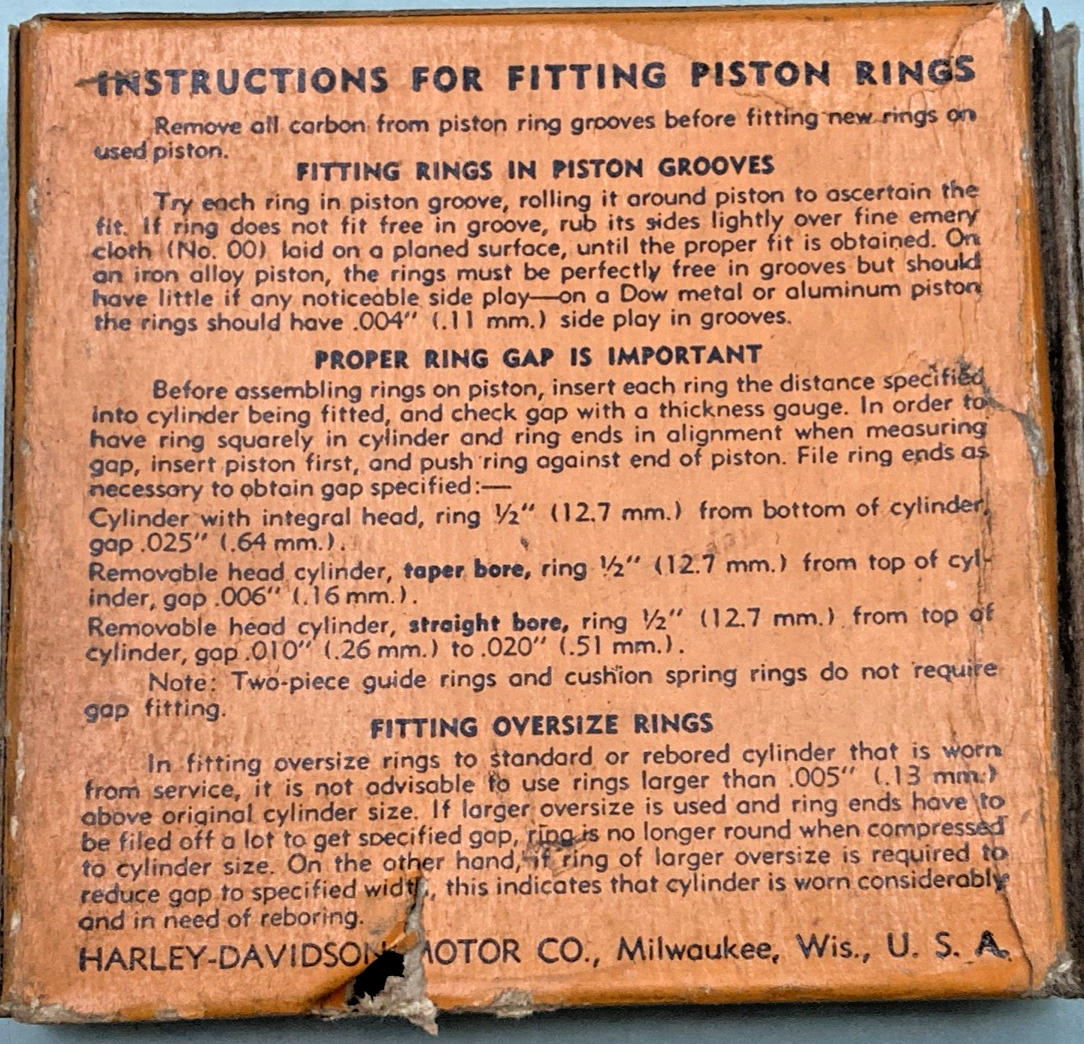 INSTRUCTIONS FOR FITTING PISTON RINGS
Remove all carbon from piston ring grooves before fitting new rings on
used piston.
FITTING RINGS IN PISTON GROOVES
Try each ring in piston groove, rolling it around piston to ascertain the
fit. If ring does not fit free in groove, rub its sides lightly over fine emery
cloth (No. 00) laid on a planed surface, until the proper fit is obtained. On
an iron alloy piston, the rings must be perfectly free in grooves but should
have little if any noticeable side play—on a Dow metal or aluminum piston
the rings should have .004" (.11 mm.) side play in grooves.
PROPER RING GAP IS IMPORTANT
Before assembling rings on piston, insert each ring the distance specified
into cylinder being fitted, and check gap with a thickness gauge. In order to
have ring squarely in cylinder and ring ends in alignment when measuring
gap, insert piston first, and push ring against end of piston. File ring ends as
necessary to obtain gap specified:—
Cylinder with integral head, ring ½" (12.7 mm.) from bottom of cylinder,
gap .025" (.64 mm.).
Removable head cylinder, taper bore, ring ½" (12.7 mm.) from top of cyl-
inder, gap .006" (.16 mm.).
Removable head cylinder, straight bore, ring ½" (12.7 mm.) from top of
cylinder, gap .010" (.26 mm.) to .020" (.51 mm.).
Note: Two-piece guide rings and cushion spring rings do not require
gap fitting.
FITTING OVERSIZE RINGS
In fitting oversize rings to standard or rebored cylinder that is worn
from service, it is not advisable to use rings larger than .005" (.13 mm.)
above original cylinder size. If larger oversize is used and ring ends have to
be filed off a lot to get specified gap, ring is no longer round when compressed
to cylinder size. On the other hand, if ring of larger oversize is required to
reduce gap to specified width, this indicates that cylinder is worn considerably
and in need of reboring.
HARLEY-DAVIDSON MOTOR CO., Milwaukee, Wis., U. S. A.